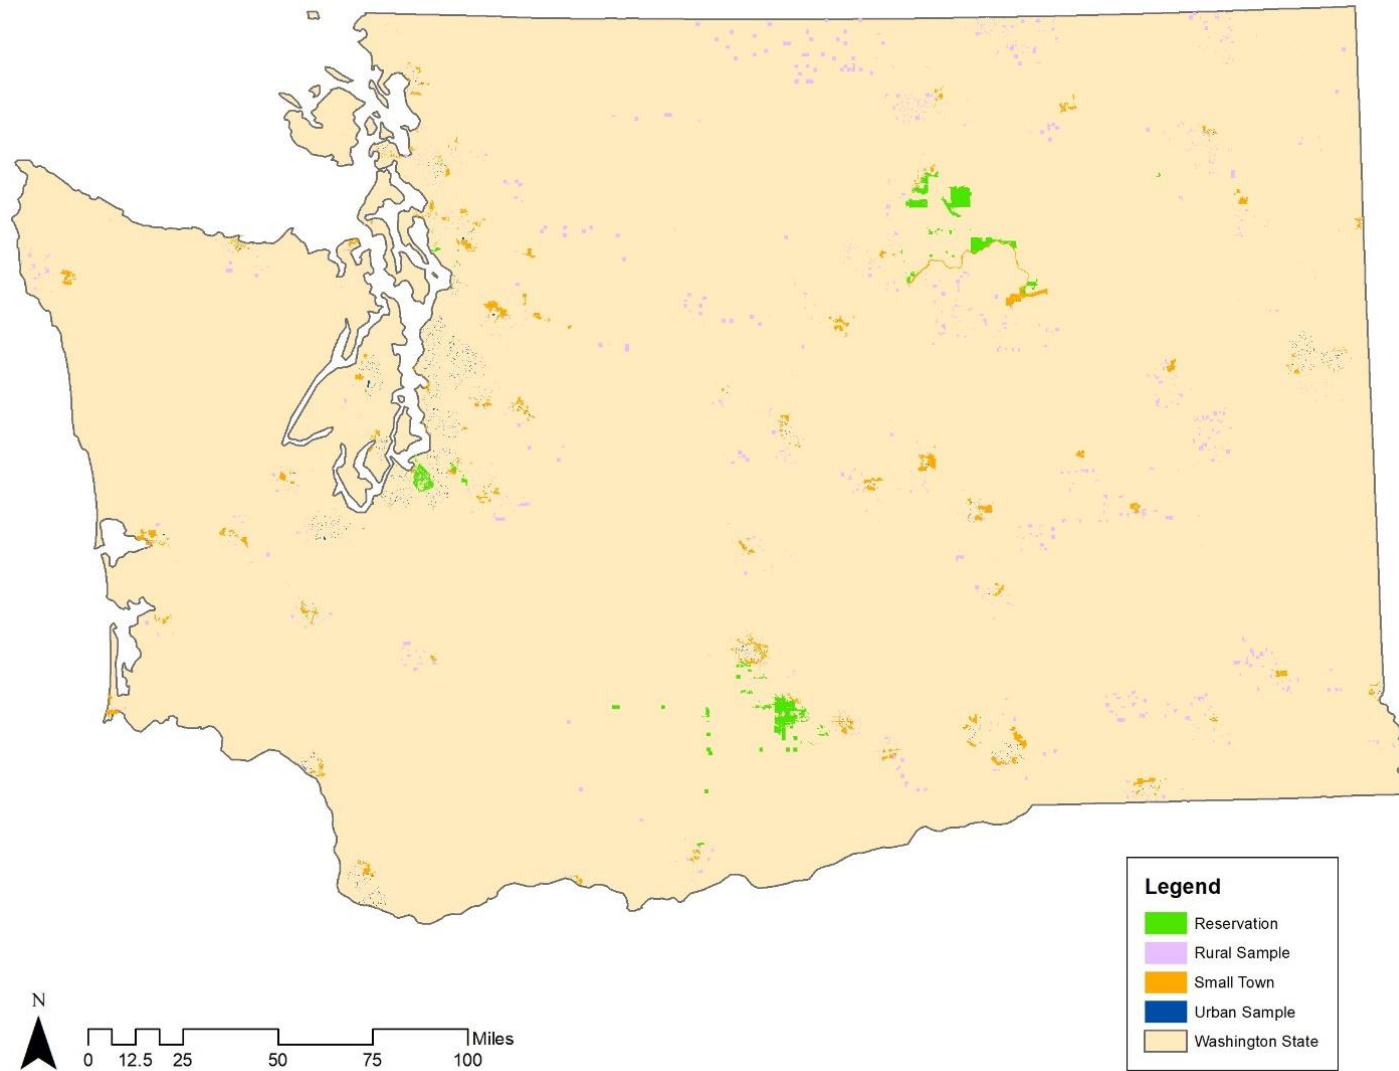 Legend
Reservation
Rural Sample
Small Town
Urban Sample
Washington State
N
Miles
0 12.5 25 50 75 100